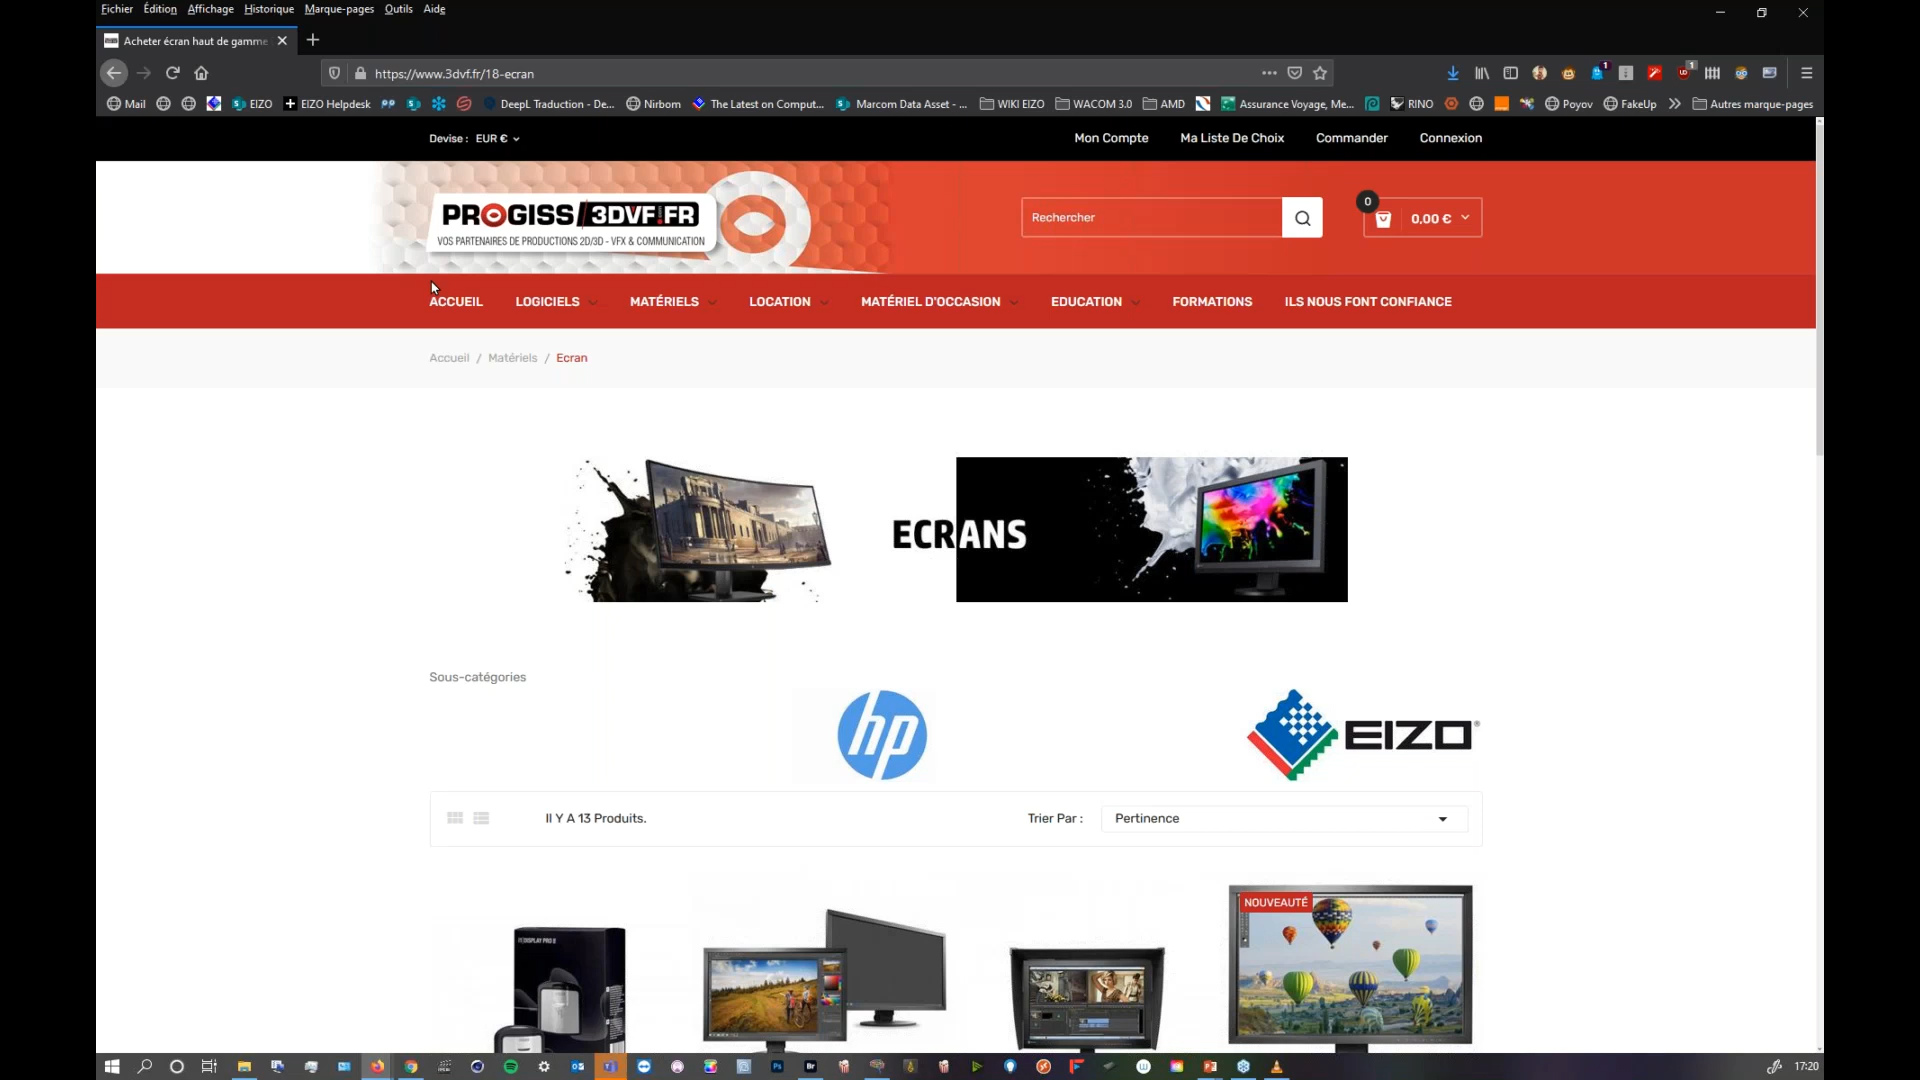 Fichier Édition Affichage Historique Marque-pages Outils Aide
Acheter écran haut de gamme
https://www.3dvf.fr/18-ecran
1 1
Mail EIZO EIZO Helpdesk DeepL Traduction - De... Nirbom The Latest on Comput... Marcom Data Asset - ... WIKI EIZO WACOM 3.0 AMD Assurance Voyage, Me... RINO Poyov FakeUp Autres marque-pages
Devise : EUR € Mon Compte Ma Liste De Choix Commander Connexion
PROGISS 3DVF.FR
VOS PARTENAIRES DE PRODUCTIONS 2D/3D - VFX & COMMUNICATION
Rechercher 0 0,00 €
ACCUEIL LOGICIELS MATÉRIELS LOCATION MATÉRIEL D'OCCASION EDUCATION FORMATIONS ILS NOUS FONT CONFIANCE
Accueil / Matériels / Ecran
ECRANS
Sous-catégories
hp
EIZO
Il Y A 13 Produits. Trier Par : Pertinence
NOUVEAUTÉ
17:20